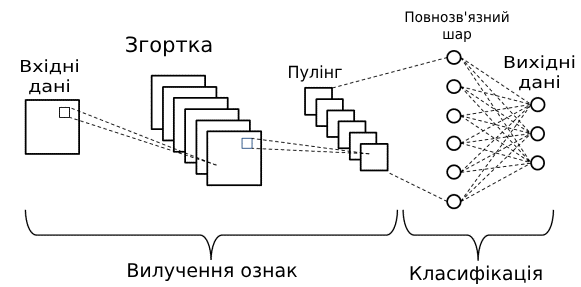 Повнозв'язний
шар
Згортка
Вхідні
дані
Пулінг
Вихідні
дані
Вилучення ознак
Класифікація